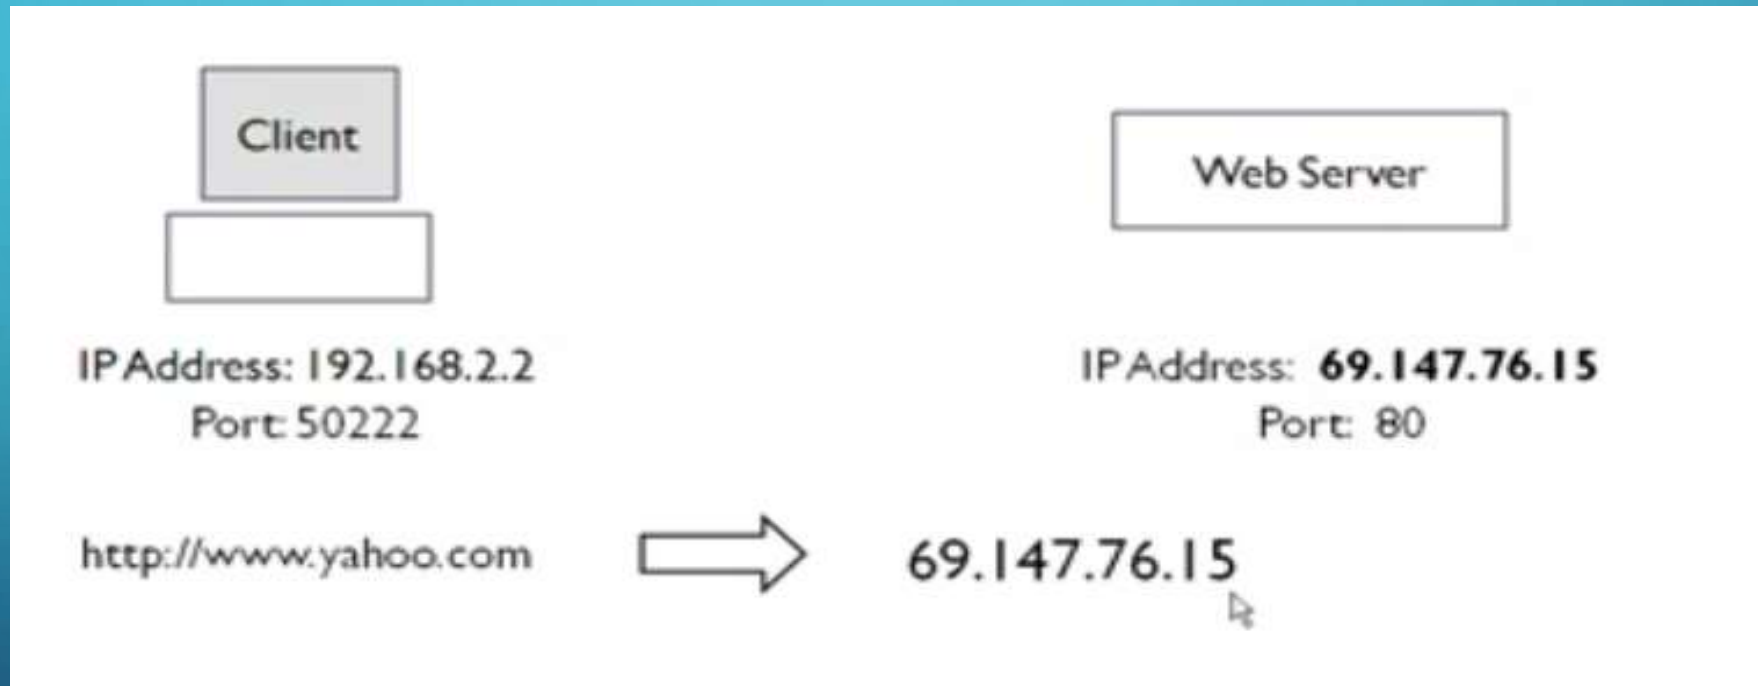 Client
Web Server
IP Address: 192.168.2.2
Port: 50222
IP Address: 69.147.76.15
Port: 80
http://www.yahoo.com
69.147.76.15